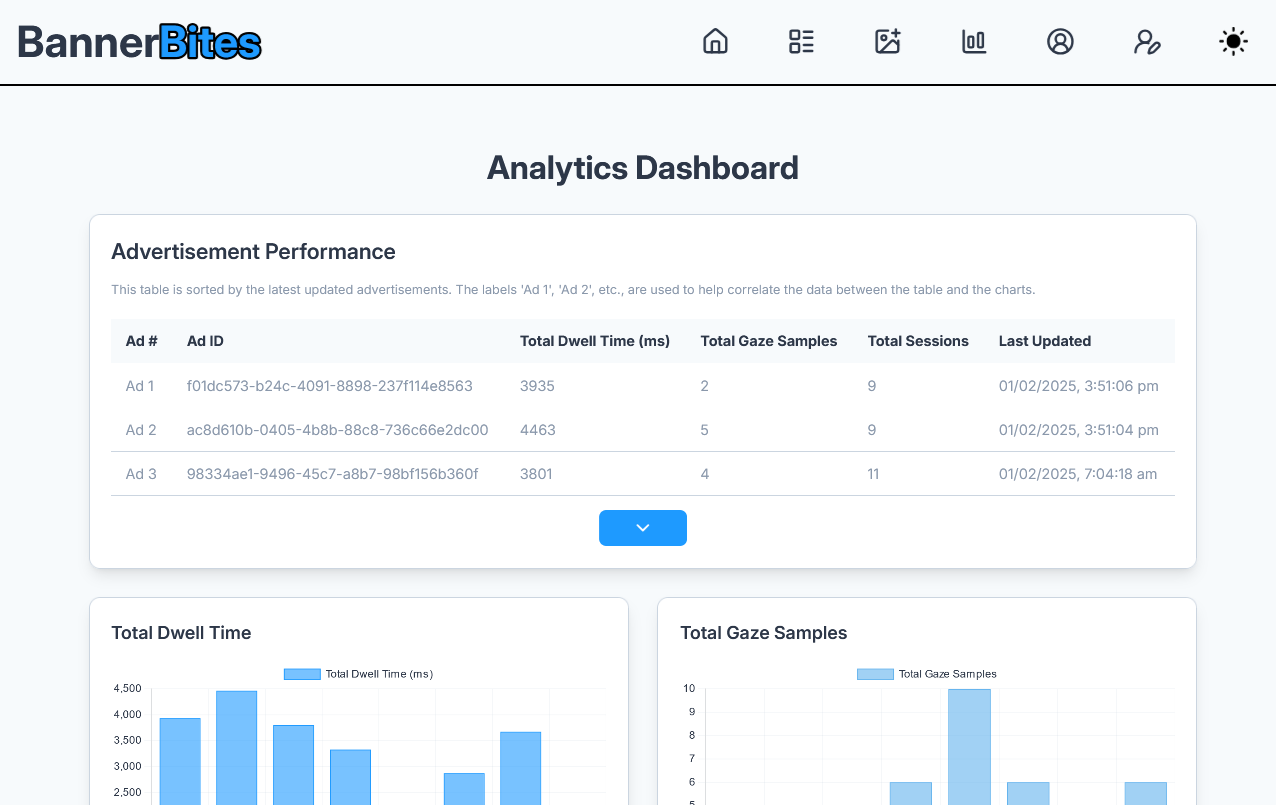 BannerBites
Analytics Dashboard
Advertisement Performance
This table is sorted by the latest updated advertisements. The labels 'Ad 1', 'Ad 2', etc., are used to help correlate the data between the table and the charts.
Ad # Ad ID Total Dwell Time (ms) Total Gaze Samples Total Sessions Last Updated
Ad 1 f01dc573-b24c-4091-8898-237f114e8563 3935 2 9 01/02/2025, 3:51:06 pm
Ad 2 ac8d610b-0405-4b8b-88c8-736c66e2dc00 4463 5 9 01/02/2025, 3:51:04 pm
Ad 3 98334ae1-9496-45c7-a8b7-98bf156b360f 3801 4 11 01/02/2025, 7:04:18 am
Total Dwell Time
Total Dwell Time (ms)
4,500
4,000
3,500
3,000
2,500
Total Gaze Samples
Total Gaze Samples
10
9
8
7
6
5